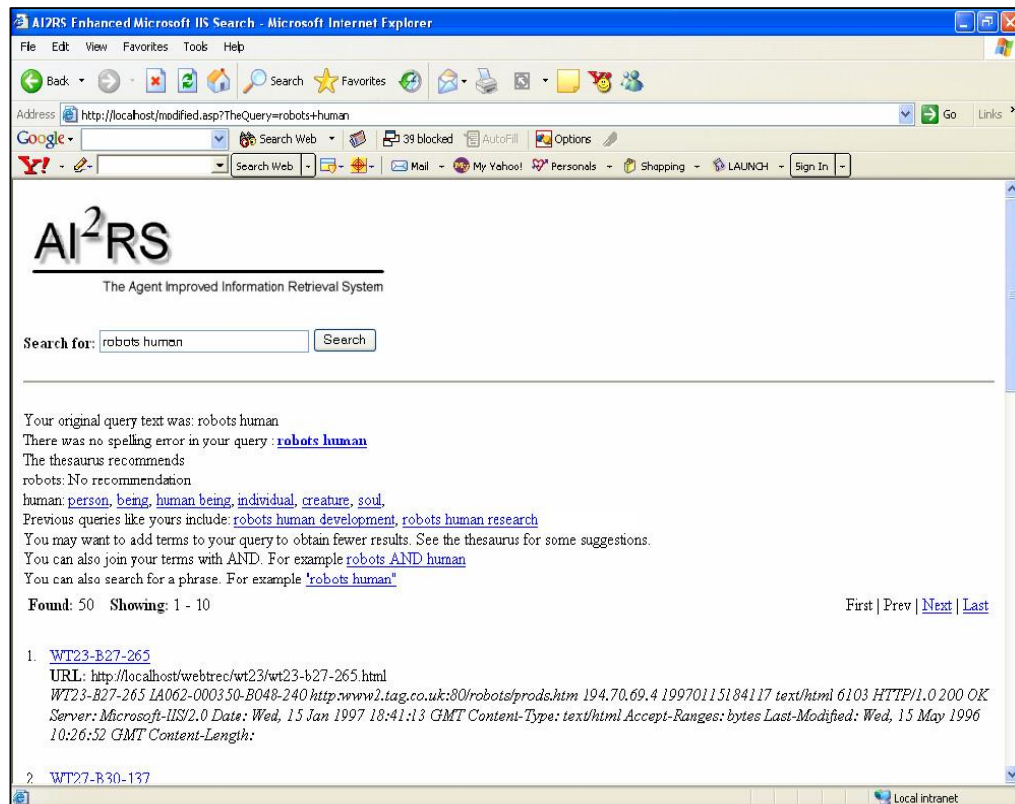 AI2RS Enhanced Microsoft IIS Search - Microsoft Internet Explorer
File Edit View Favorites Tools Help
Back Search Favorites
Address http://localhost/modified.asp?TheQuery=robots+human Go Links
Google Search Web 39 blocked AutoFill Options
Y! Search Web Mail My Yahoo! Personals Shopping LAUNCH Sign In
AI2RS
The Agent Improved Information Retrieval System
Search for: robots human Search
Your original query text was: robots human
There was no spelling error in your query : robots human
The thesaurus recommends
robots: No recommendation
human: person, being, human being, individual, creature, soul,
Previous queries like yours include: robots human development, robots human research
You may want to add terms to your query to obtain fewer results. See the thesaurus for some suggestions.
You can also join your terms with AND. For example robots AND human
You can also search for a phrase. For example "robots human"
Found: 50 Showing: 1 - 10 First | Prev | Next | Last
1. WT23-B27-265
URL: http://localhost/webtrec/wt23/wt23-b27-265.html
WT23-B27-265 IA062-000350-B048-240 http:www2.tag.co.uk:80/robots/prods.htm 194.70.69.4 19970115184117 text/html 6103 HTTP/1.0 200 OK
Server: Microsoft-IIS/2.0 Date: Wed, 15 Jan 1997 18:41:13 GMT Content-Type: text/html Accept-Ranges: bytes Last-Modified: Wed, 15 May 1996
10:26:52 GMT Content-Length:
2. WT27-B30-137
Local intranet